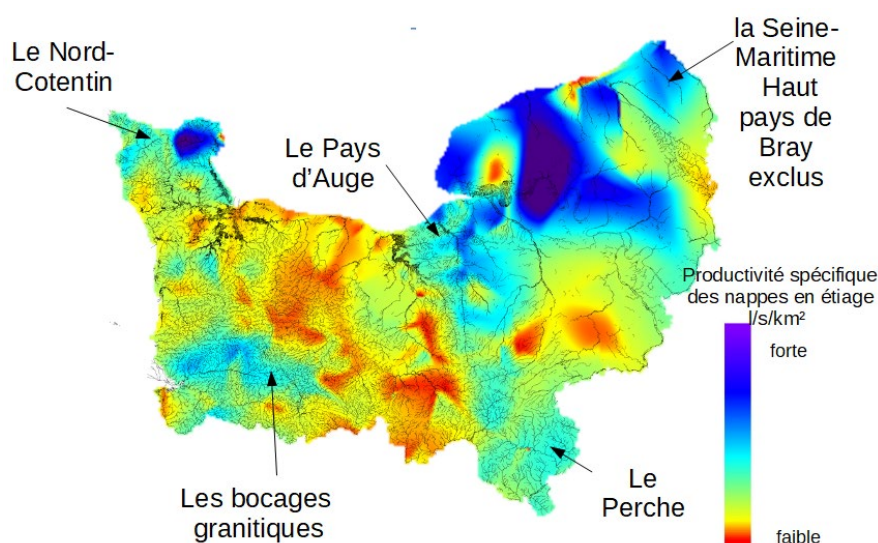 Le Nord-
Cotentin
Le Pays
d'Auge
la Seine-
Maritime
Haut
pays de
Bray
exclus
Productivité spécifique
des nappes en étiage
l/s/km²
forte
faible
Les bocages
granitiques
Le
Perche